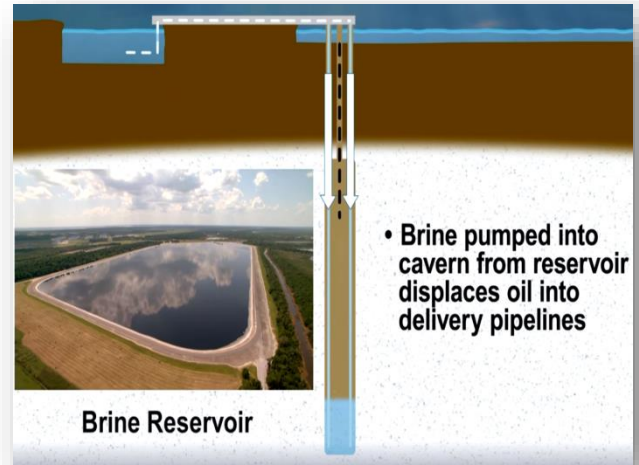 • Brine pumped into
cavern from reservoir
displaces oil into
delivery pipelines
Brine Reservoir